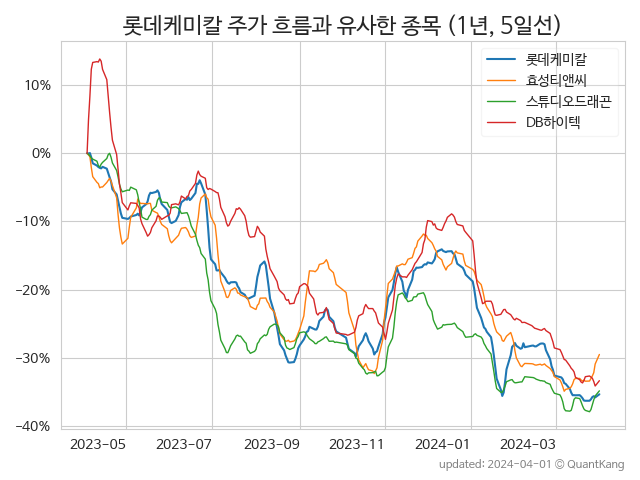 롯데케미칼 주가 흐름과 유사한 종목 (1년, 5일선)
롯데케미칼
효성티앤씨
스튜디오드래곤
DB하이텍
10%
0%
−10%
−20%
−30%
−40%
2023-05 2023-07 2023-09 2023-11 2024-01 2024-03
updated: 2024-04-01 © QuantKang